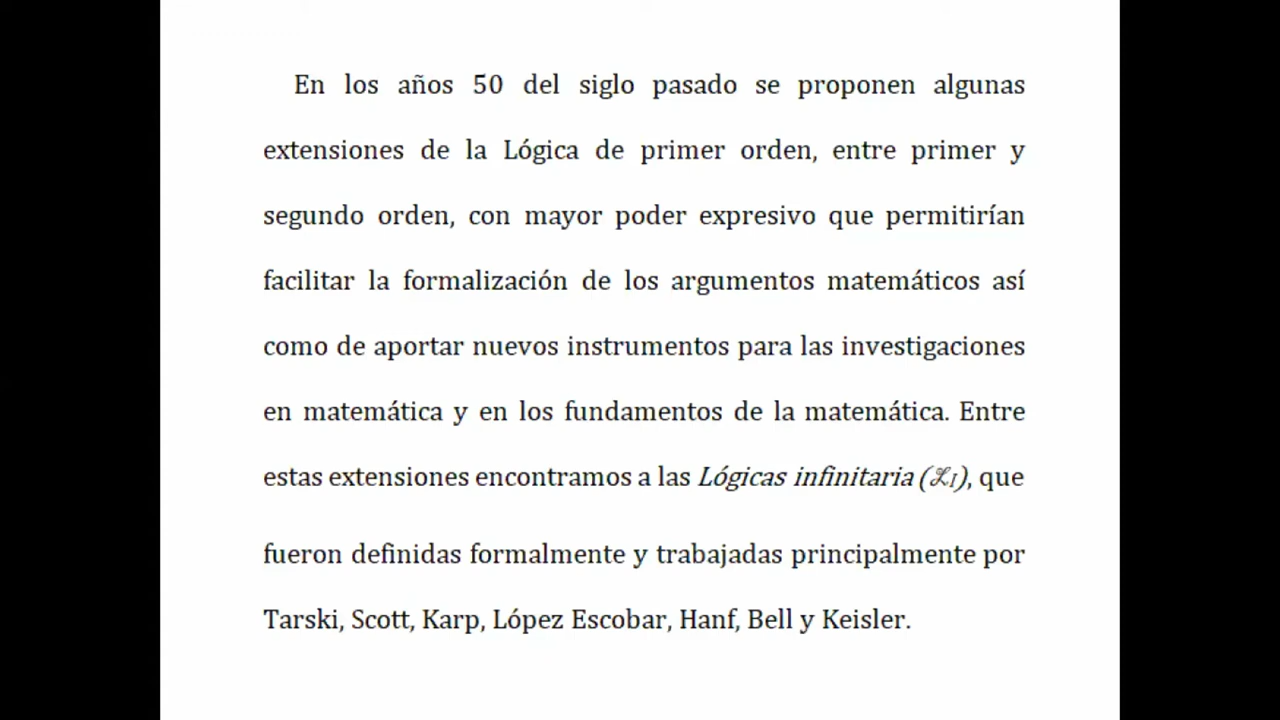 En los años 50 del siglo pasado se proponen algunas
extensiones de la Lógica de primer orden, entre primer y
segundo orden, con mayor poder expresivo que permitirían
facilitar la formalización de los argumentos matemáticos así
como de aportar nuevos instrumentos para las investigaciones
en matemática y en los fundamentos de la matemática. Entre
estas extensiones encontramos a las Lógicas infinitaria (ℒI), que
fueron definidas formalmente y trabajadas principalmente por
Tarski, Scott, Karp, López Escobar, Hanf, Bell y Keisler.